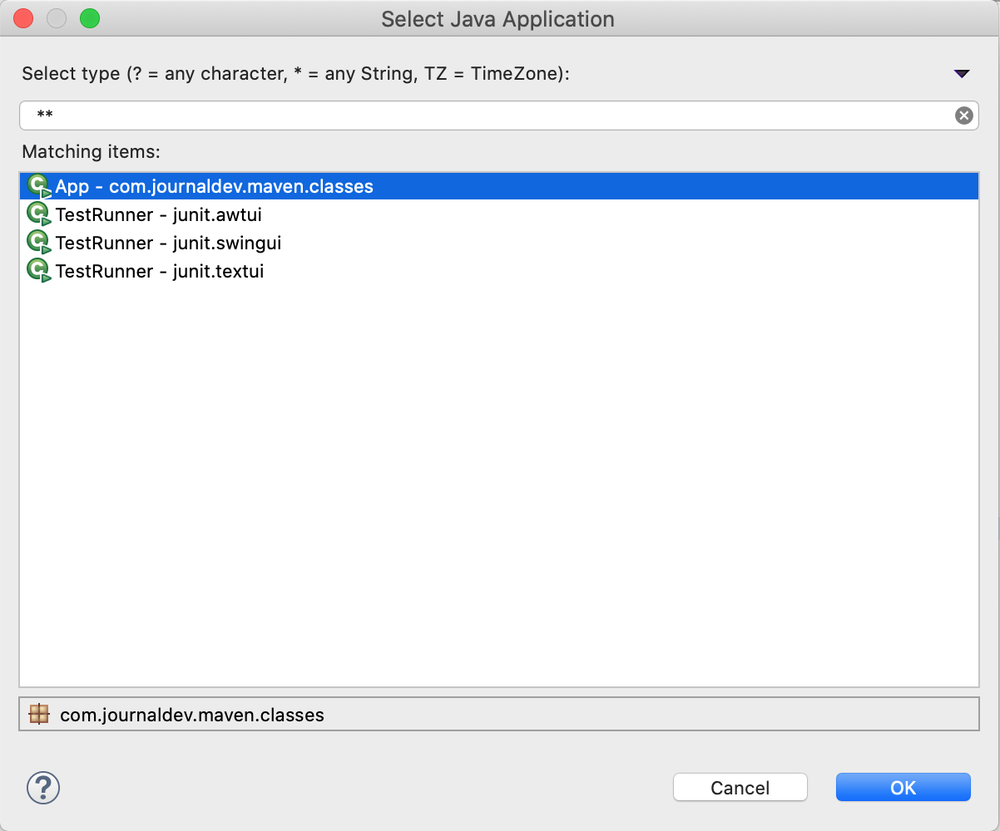 Select Java Application
Select type (? = any character, * = any String, TZ = TimeZone):
**
Matching items:
App - com.journaldev.maven.classes
TestRunner - junit.awtui
TestRunner - junit.swingui
TestRunner - junit.textui
com.journaldev.maven.classes
? Cancel OK